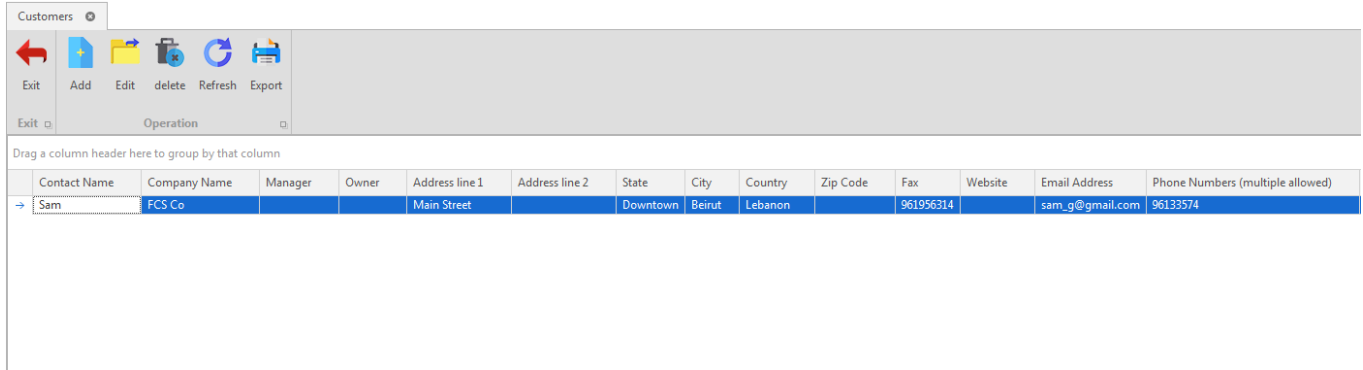 Customers
Exit Add Edit delete Refresh Export
Exit Operation
Drag a column header here to group by that column
Contact Name Company Name Manager Owner Address line 1 Address line 2 State City Country Zip Code Fax Website Email Address Phone Numbers (multiple allowed)
Sam FCS Co Main Street Downtown Beirut Lebanon 961956314 sam_g@gmail.com 96133574